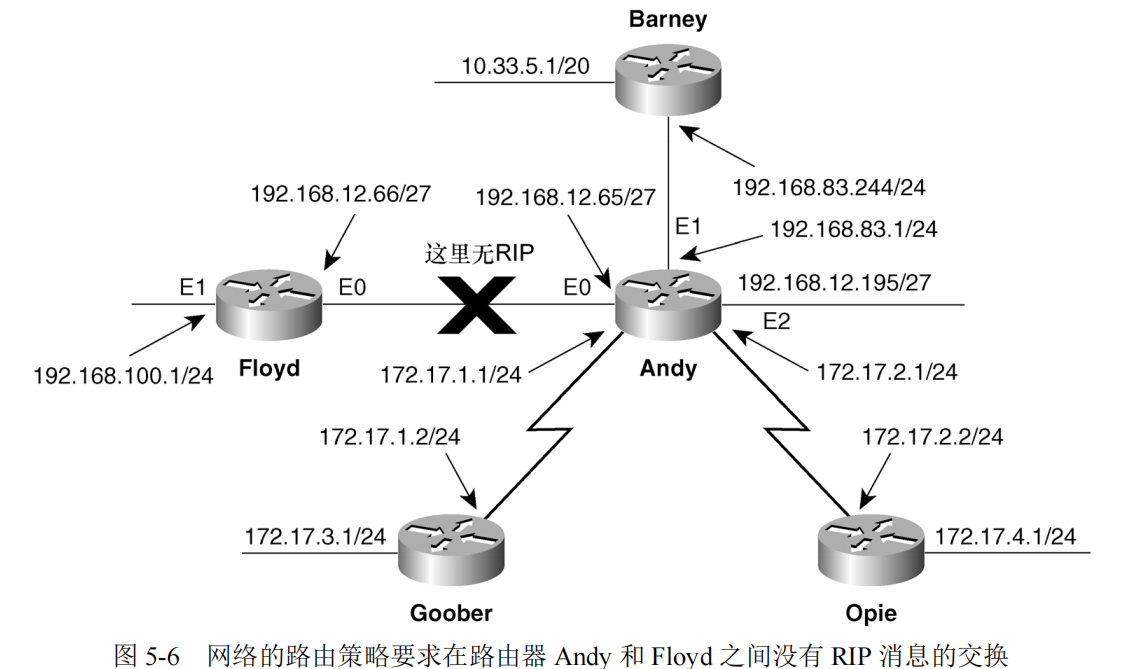 Barney
10.33.5.1/20
192.168.83.244/24
192.168.12.66/27
192.168.12.65/27
E1
192.168.83.1/24
这里无RIP
E1
E0
E0
192.168.12.195/27
E2
192.168.100.1/24
Floyd
172.17.1.1/24
Andy
172.17.2.1/24
172.17.1.2/24
172.17.2.2/24
172.17.3.1/24
172.17.4.1/24
Goober
Opie
图 5-6 网络的路由策略要求在路由器 Andy 和 Floyd 之间没有 RIP 消息的交换